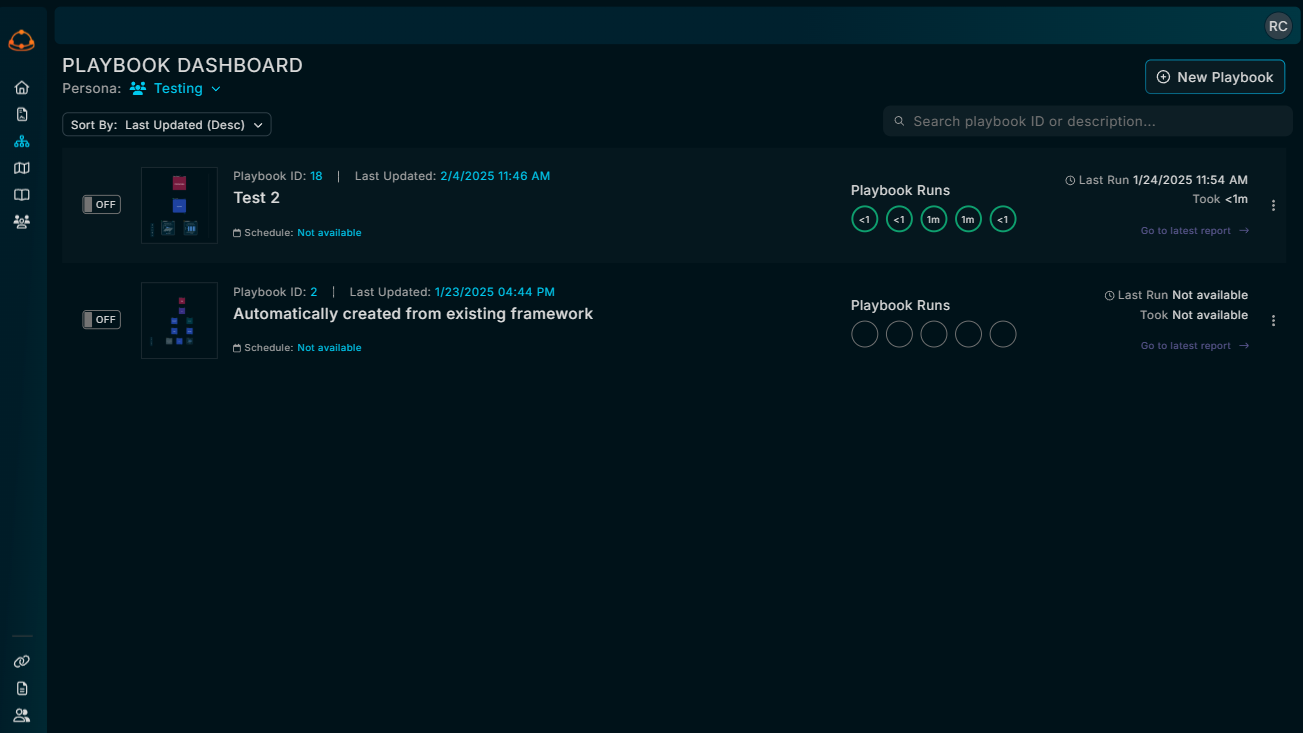 RC
PLAYBOOK DASHBOARD
Persona: Testing
New Playbook
Sort By: Last Updated (Desc)
Search playbook ID or description...
OFF
Playbook ID: 18 | Last Updated: 2/4/2025 11:46 AM
Test 2
Schedule: Not available
Playbook Runs
<1 <1 1m 1m <1
Last Run 1/24/2025 11:54 AM
Took <1m
Go to latest report →
OFF
Playbook ID: 2 | Last Updated: 1/23/2025 04:44 PM
Automatically created from existing framework
Schedule: Not available
Playbook Runs
Last Run Not available
Took Not available
Go to latest report →